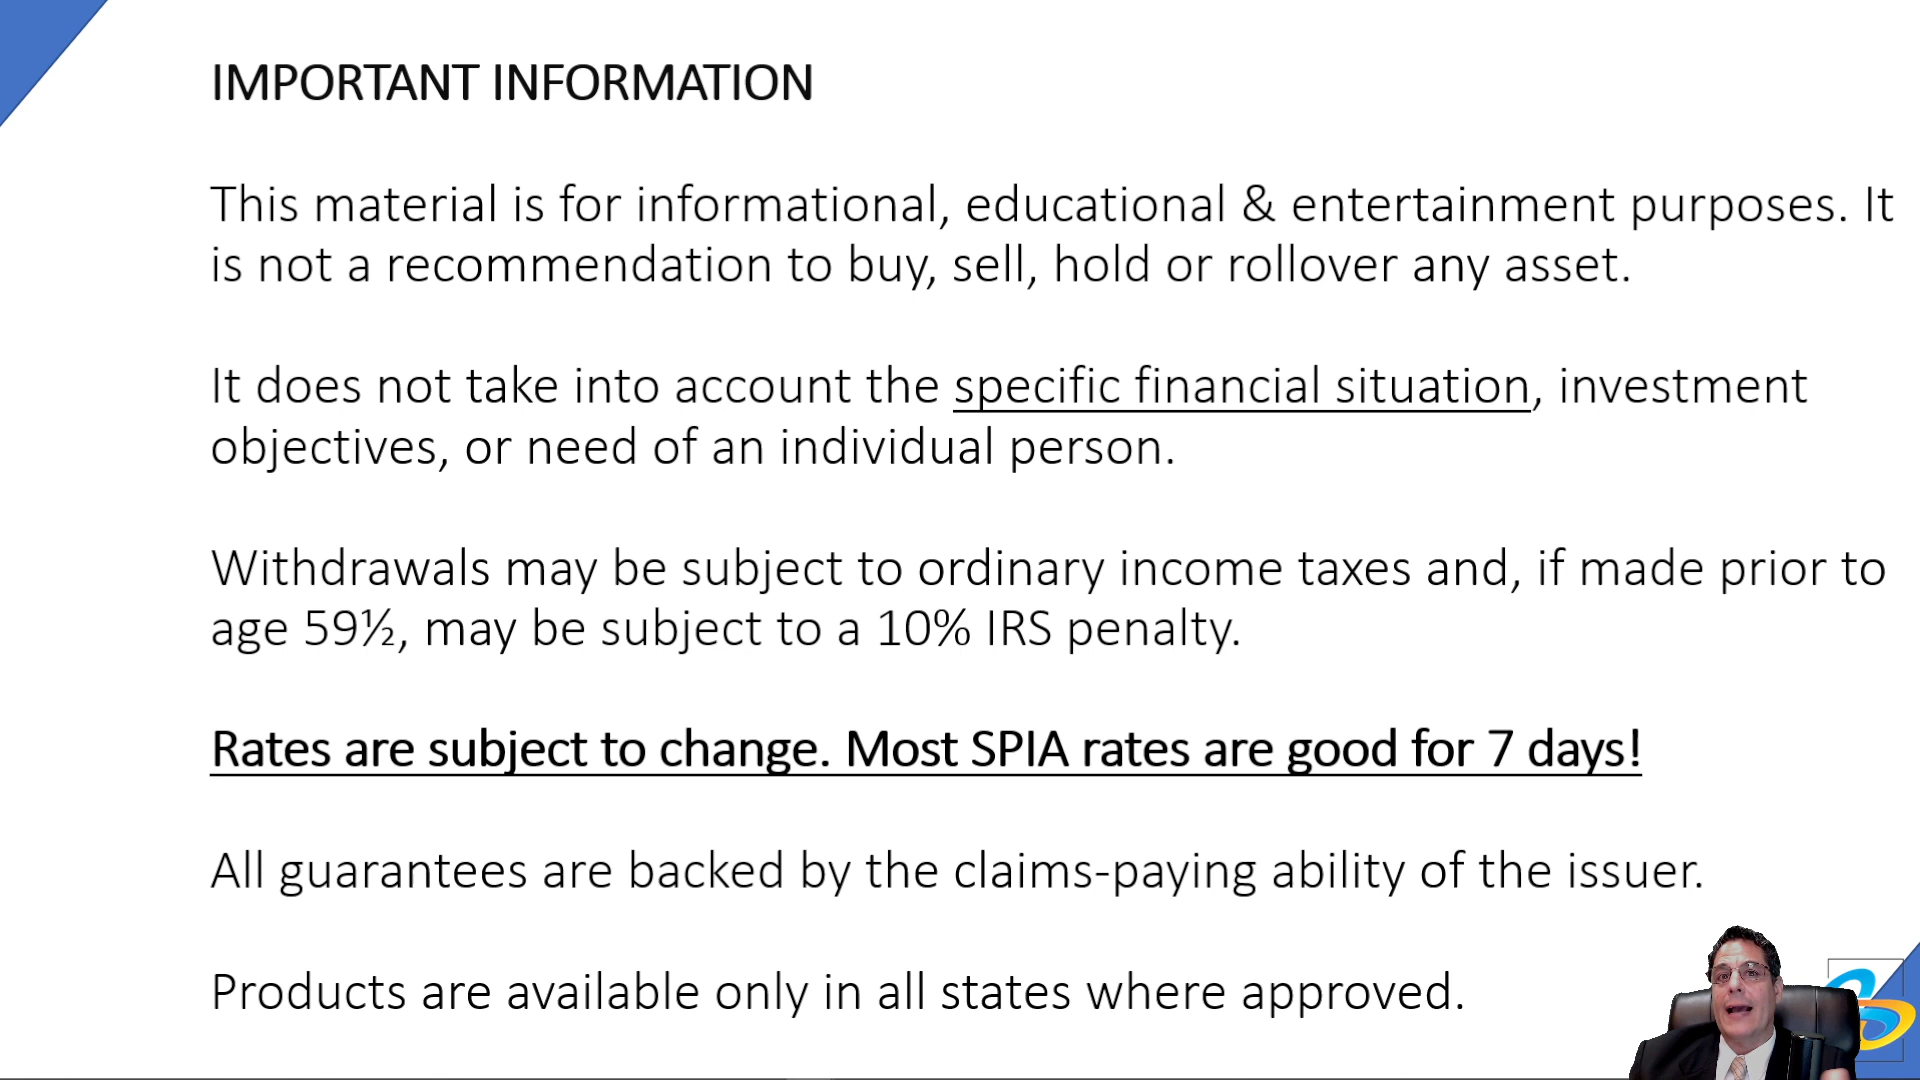 IMPORTANT INFORMATION
This material is for informational, educational & entertainment purposes. It
is not a recommendation to buy, sell, hold or rollover any asset.
It does not take into account the specific financial situation, investment
objectives, or need of an individual person.
Withdrawals may be subject to ordinary income taxes and, if made prior to
age 59½, may be subject to a 10% IRS penalty.
Rates are subject to change. Most SPIA rates are good for 7 days!
All guarantees are backed by the claims-paying ability of the issuer.
Products are available only in all states where approved.